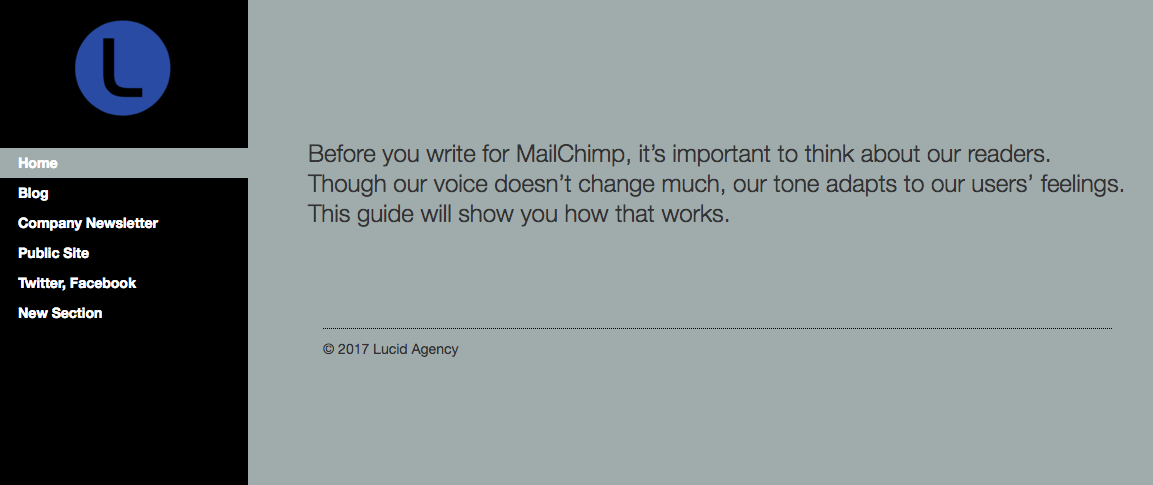 L
Home
Blog
Company Newsletter
Public Site
Twitter, Facebook
New Section
Before you write for MailChimp, it’s important to think about our readers.
Though our voice doesn’t change much, our tone adapts to our users’ feelings.
This guide will show you how that works.
© 2017 Lucid Agency